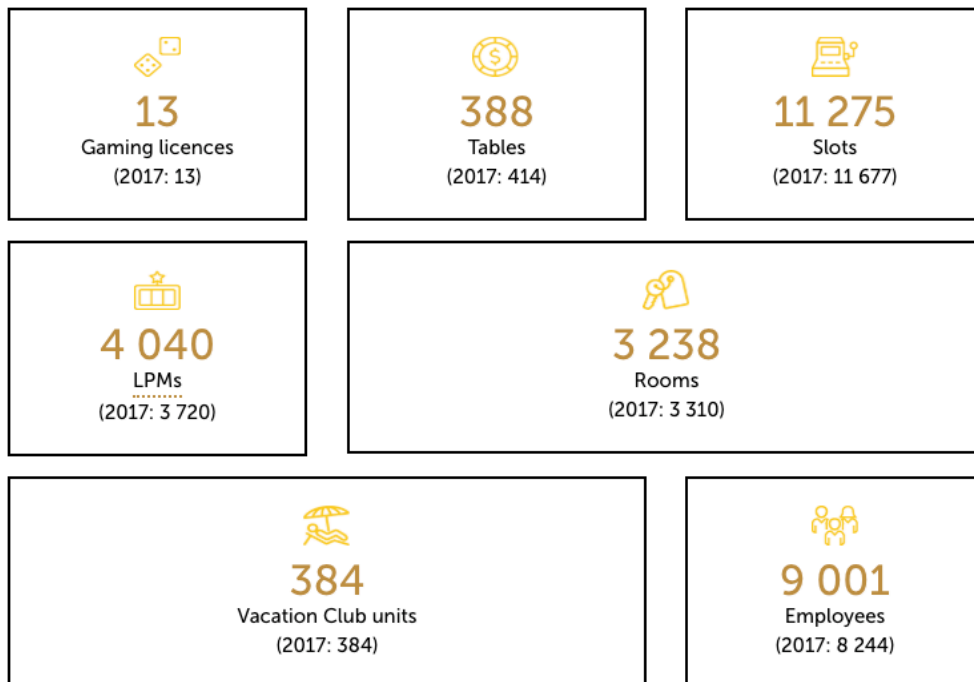 13
Gaming licences
(2017: 13)
388
Tables
(2017: 414)
11 275
Slots
(2017: 11 677)
4 040
LPMs
(2017: 3 720)
3 238
Rooms
(2017: 3 310)
384
Vacation Club units
(2017: 384)
9 001
Employees
(2017: 8 244)